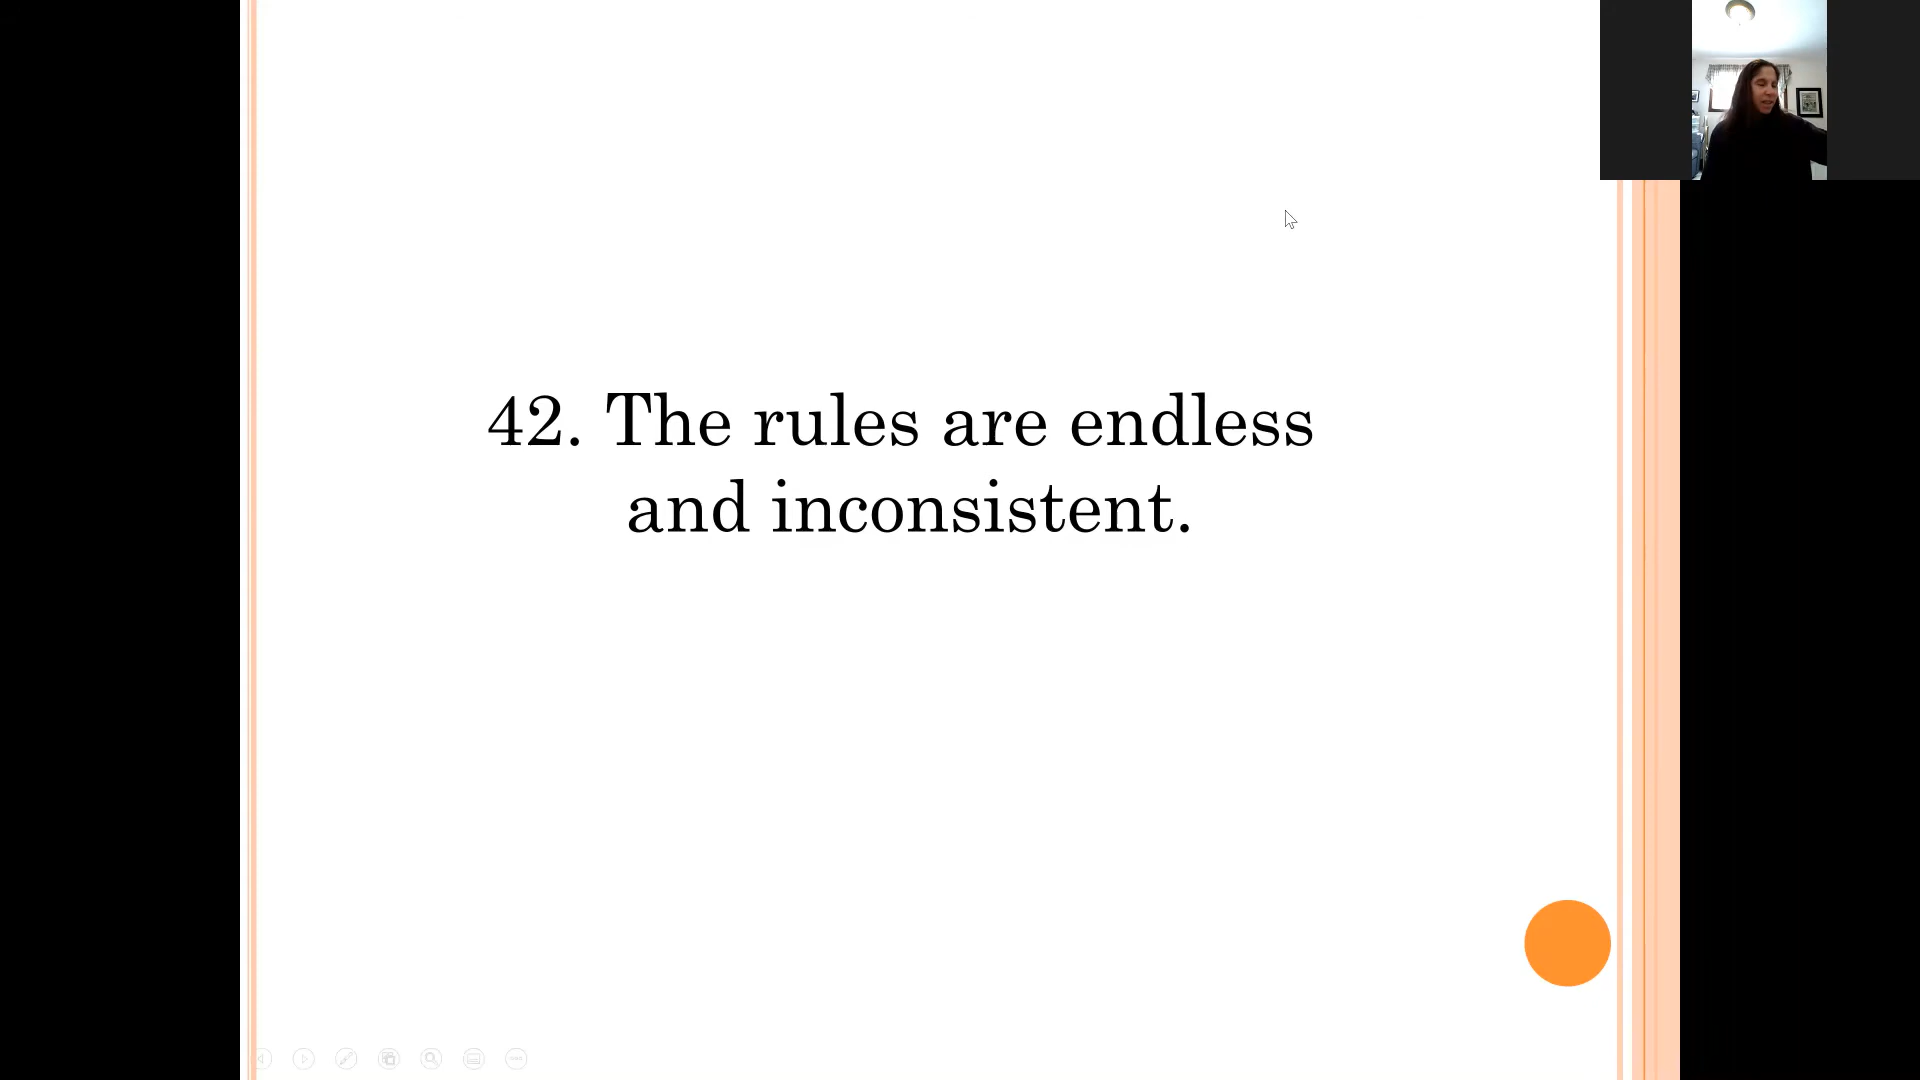 42. The rules are endless
and inconsistent.